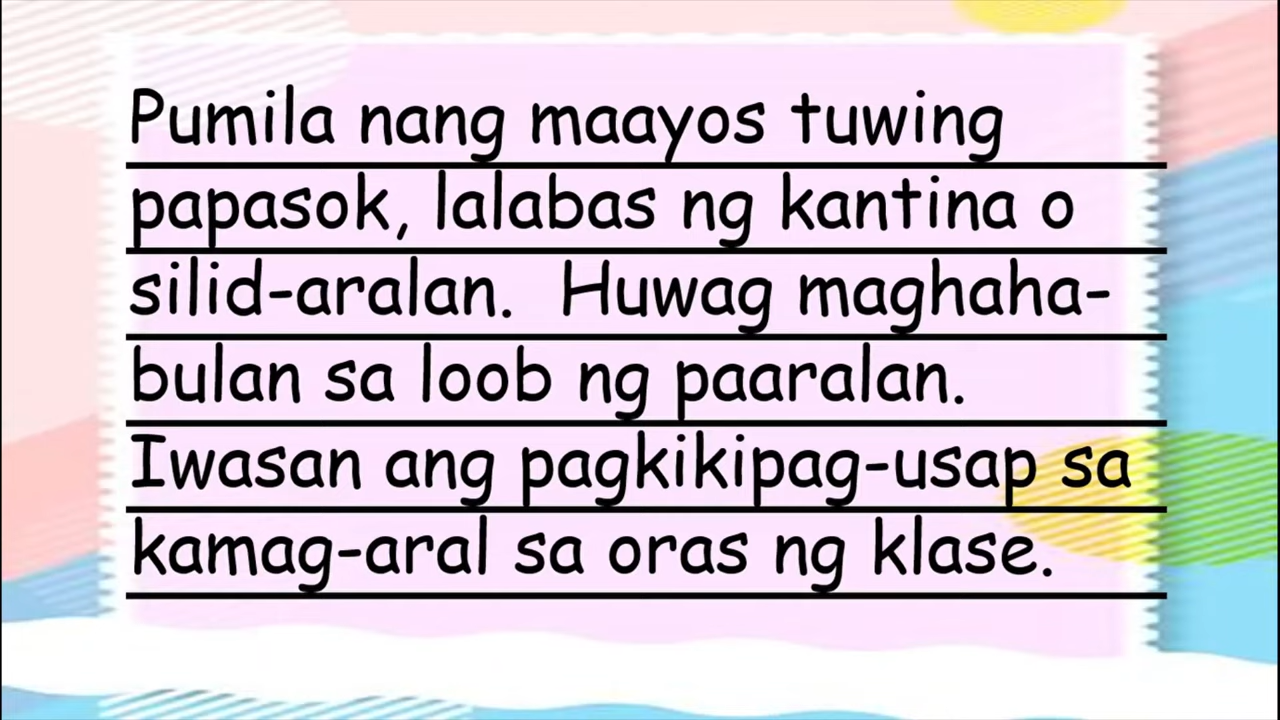 Pumila nang maayos tuwing
papasok, lalabas ng kantina o
silid-aralan.  Huwag maghaha-
bulan sa loob ng paaralan.
Iwasan ang pagkikipag-usap sa
kamag-aral sa oras ng klase.